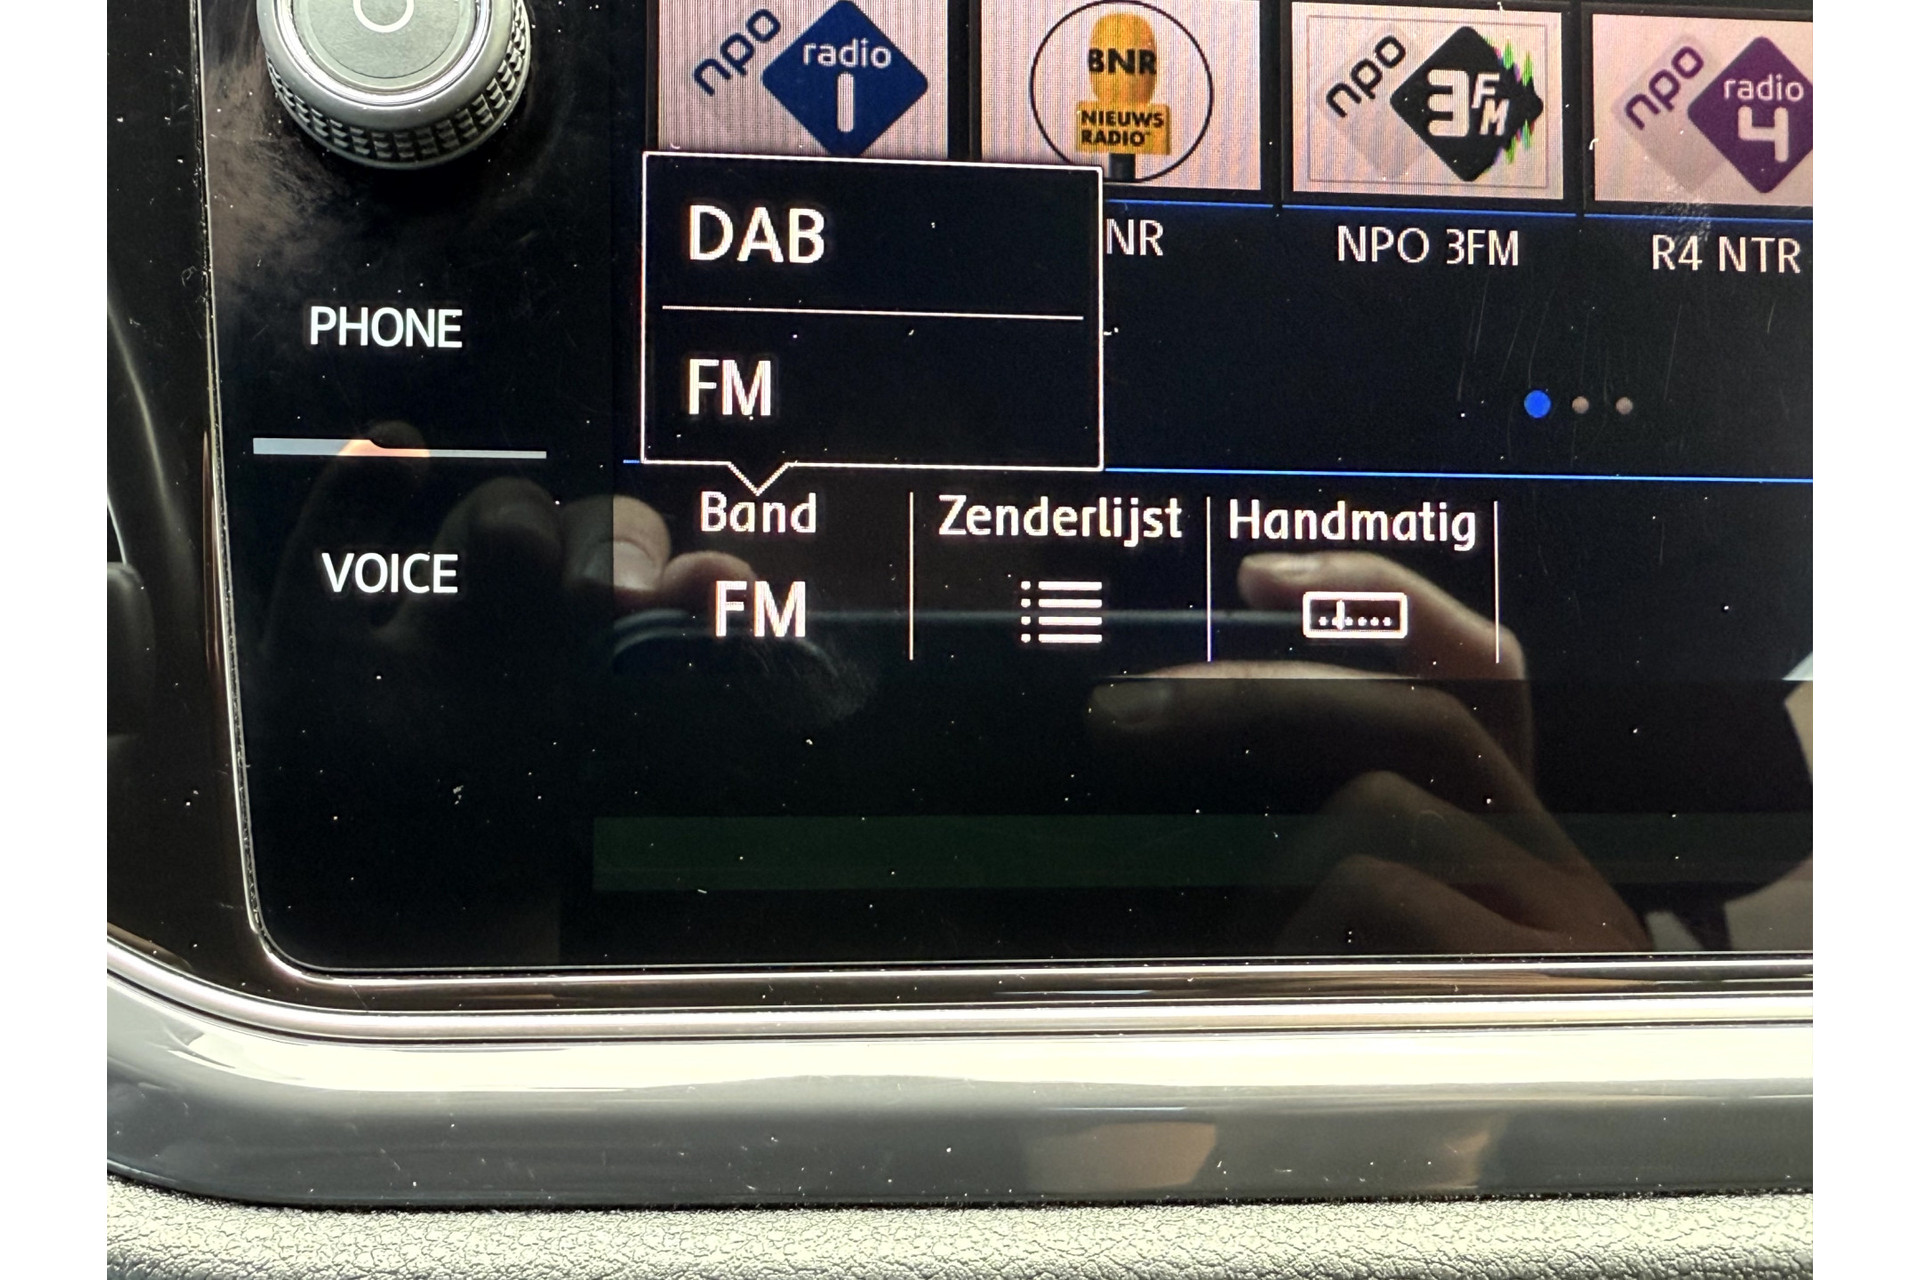 npo radio 1
BNR
NIEUWS
RADIO
npo 3FM
npo radio 4
NR
NPO 3FM
R4 NTR
DAB
FM
PHONE
VOICE
Band
Zenderlijst
Handmatig
FM